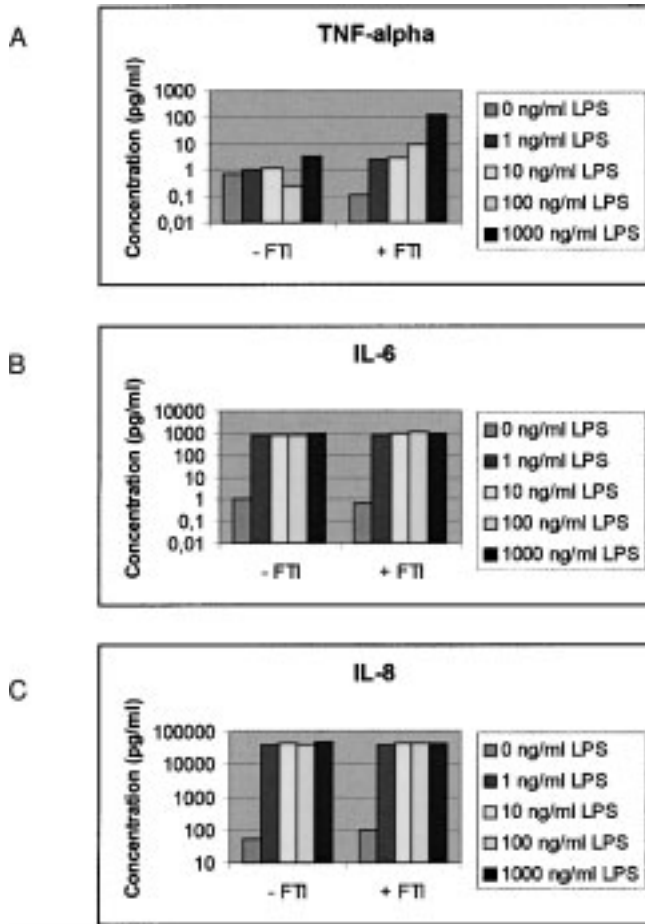 A
TNF-alpha
Concentration (pg/ml)
1000
100
10
1
0,1
0,01
- FTI
+ FTI
0 ng/ml LPS
1 ng/ml LPS
10 ng/ml LPS
100 ng/ml LPS
1000 ng/ml LPS
B
IL-6
Concentration (pg/ml)
10000
1000
100
10
1
0,1
0,01
- FTI
+ FTI
0 ng/ml LPS
1 ng/ml LPS
10 ng/ml LPS
100 ng/ml LPS
1000 ng/ml LPS
C
IL-8
Concentration (pg/ml)
100000
10000
1000
100
10
- FTI
+ FTI
0 ng/ml LPS
1 ng/ml LPS
10 ng/ml LPS
100 ng/ml LPS
1000 ng/ml LPS